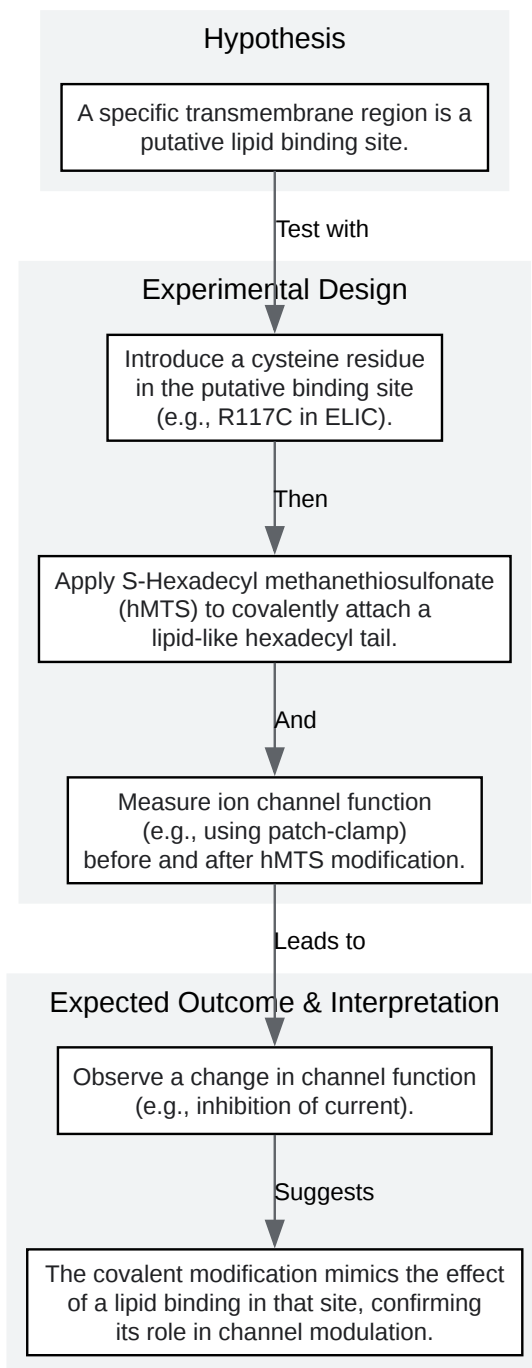 Hypothesis
A specific transmembrane region is a
putative lipid binding site.
Test with
Experimental Design
Introduce a cysteine residue
in the putative binding site
(e.g., R117C in ELIC).
Then
Apply S-Hexadecyl methanethiosulfonate
(hMTS) to covalently attach a
lipid-like hexadecyl tail.
And
Measure ion channel function
(e.g., using patch-clamp)
before and after hMTS modification.
Leads to
Expected Outcome & Interpretation
Observe a change in channel function
(e.g., inhibition of current).
Suggests
The covalent modification mimics the effect
of a lipid binding in that site, confirming
its role in channel modulation.